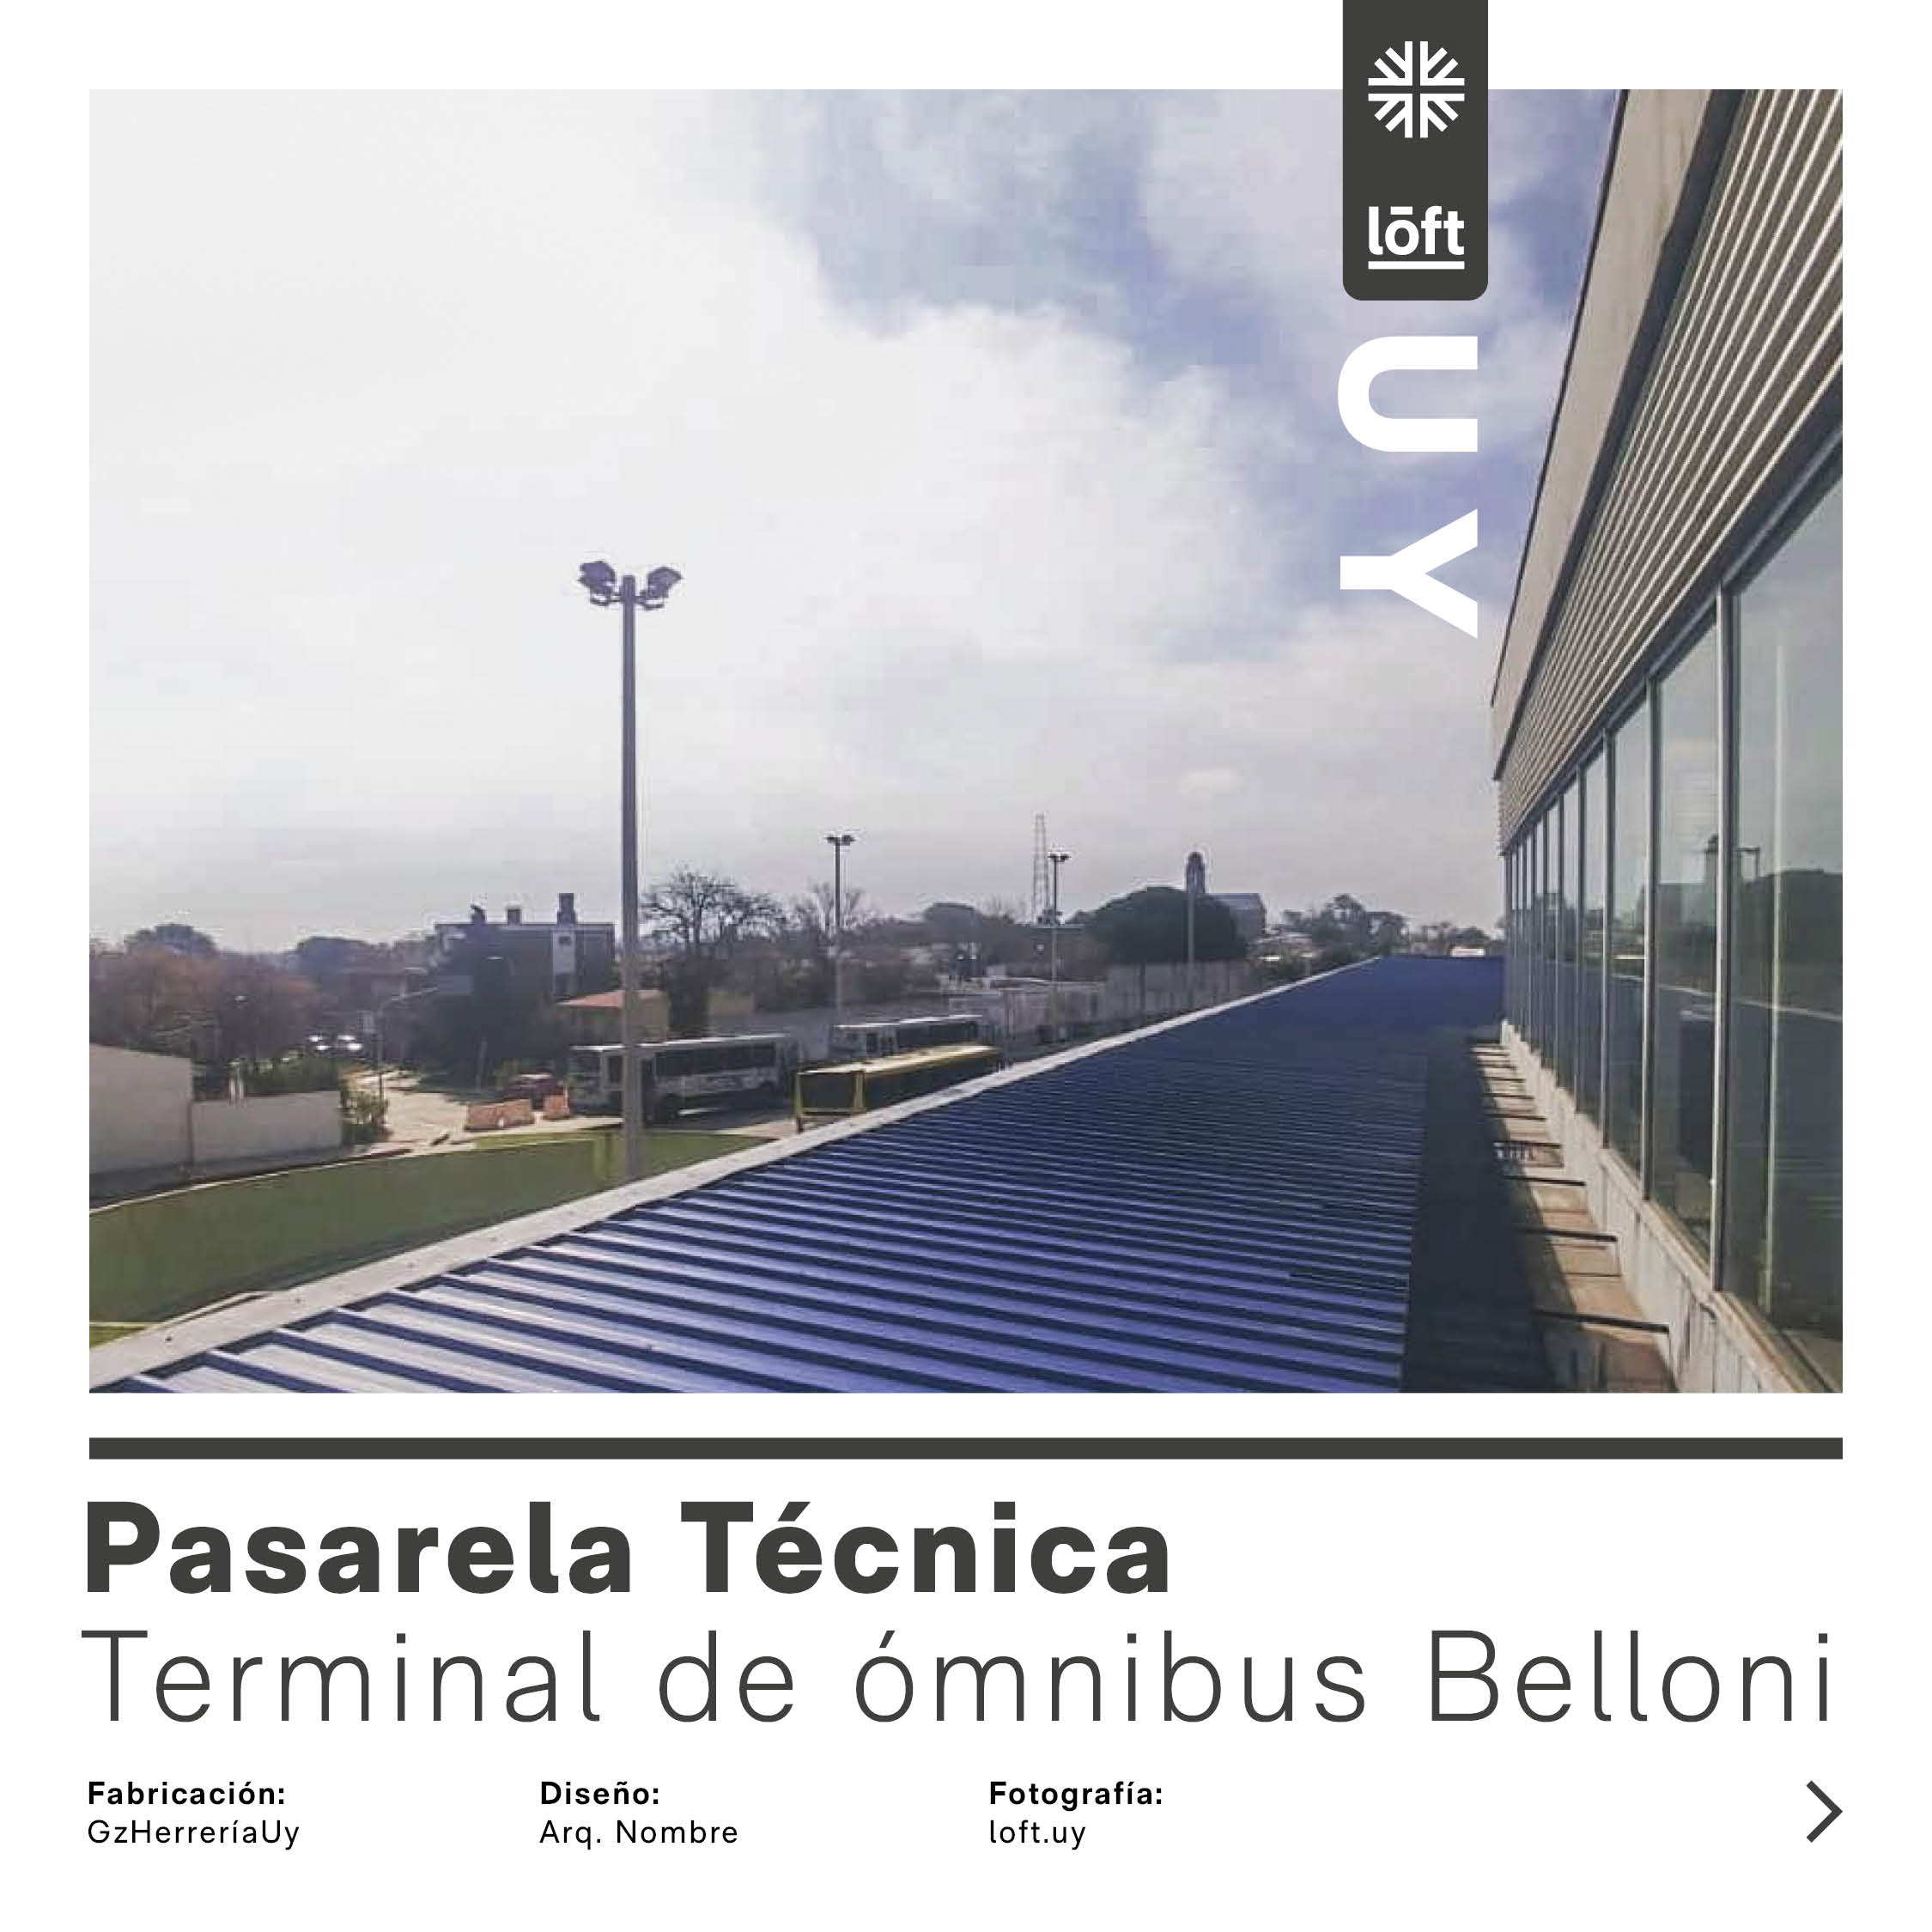 lōft
UY
Pasarela Técnica
Terminal de ómnibus Belloni
Fabricación:
GzHerreríaUy
Diseño:
Arq. Nombre
Fotografía:
loft.uy